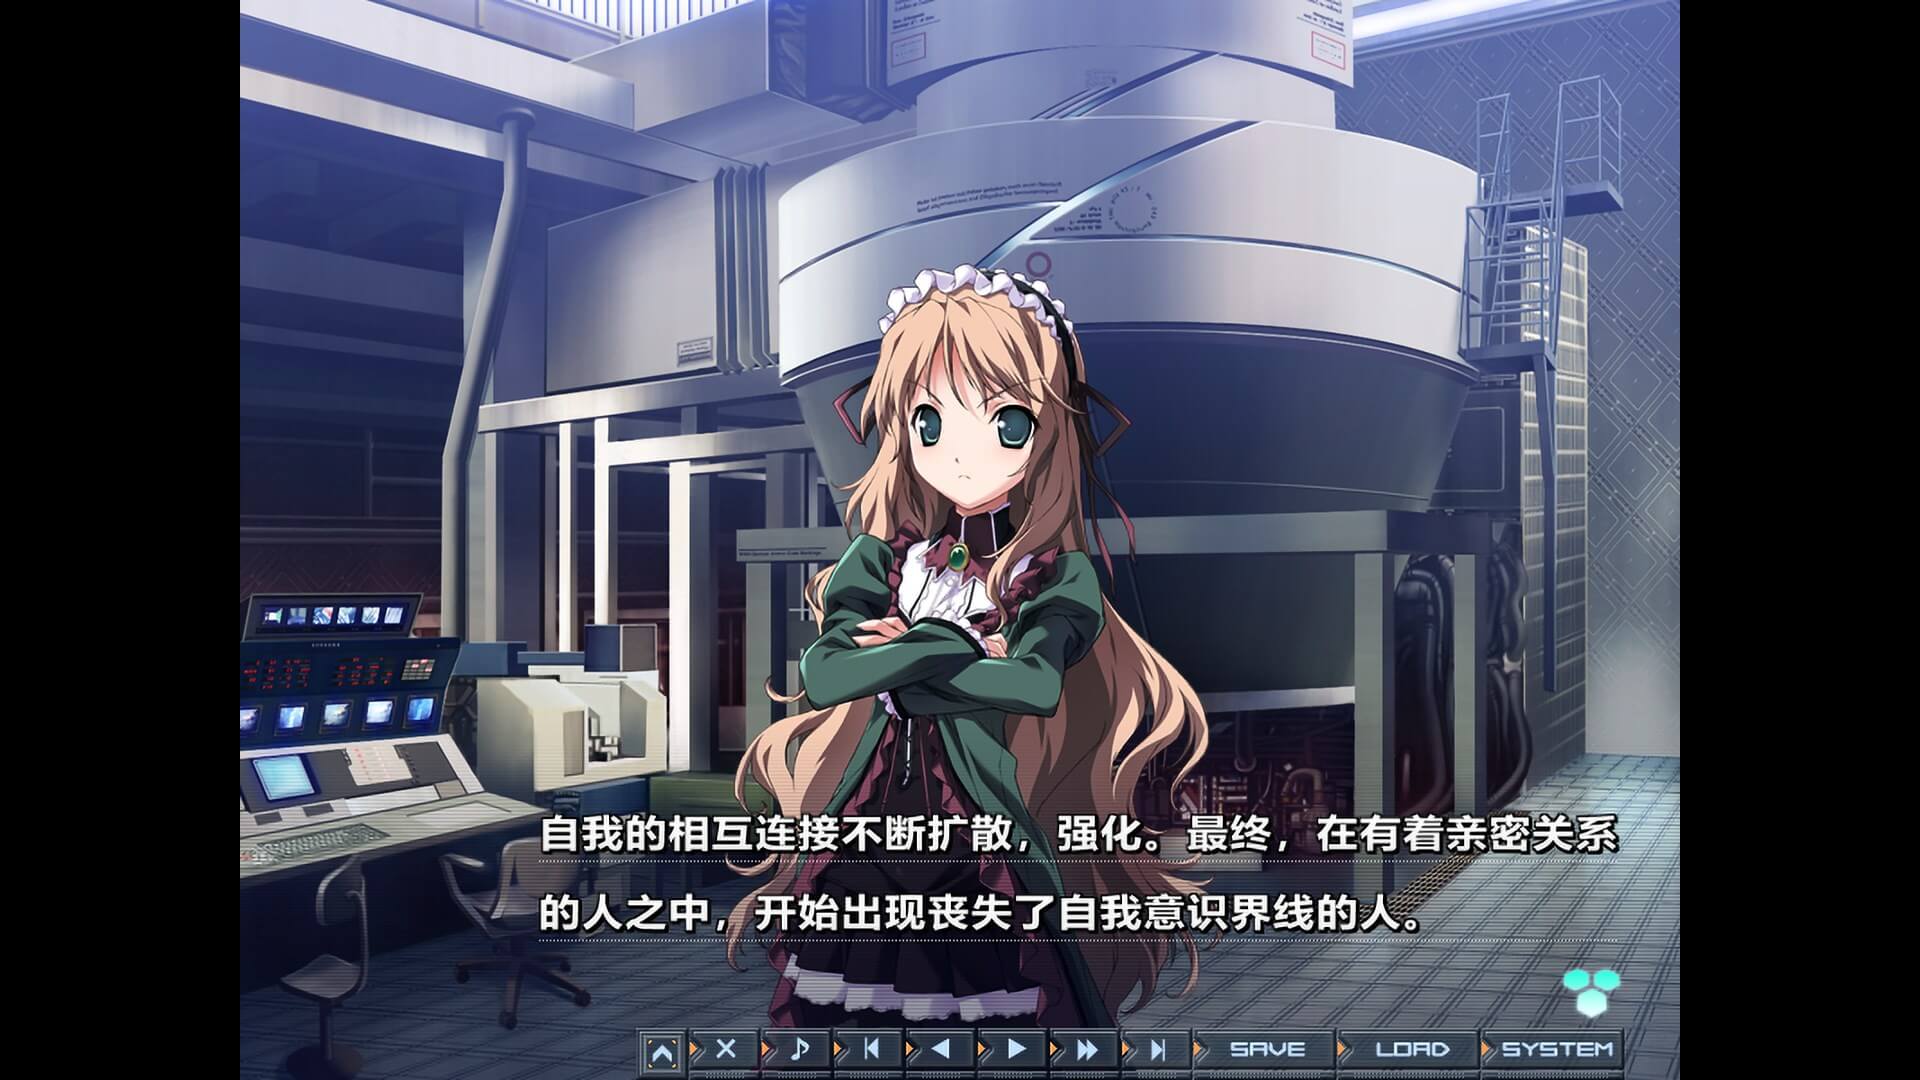 自我的相互连接不断扩散，强化。最终，在有着亲密关系
的人之中，开始出现丧失了自我意识界线的人。
SAVE
LOAD
SYSTEM